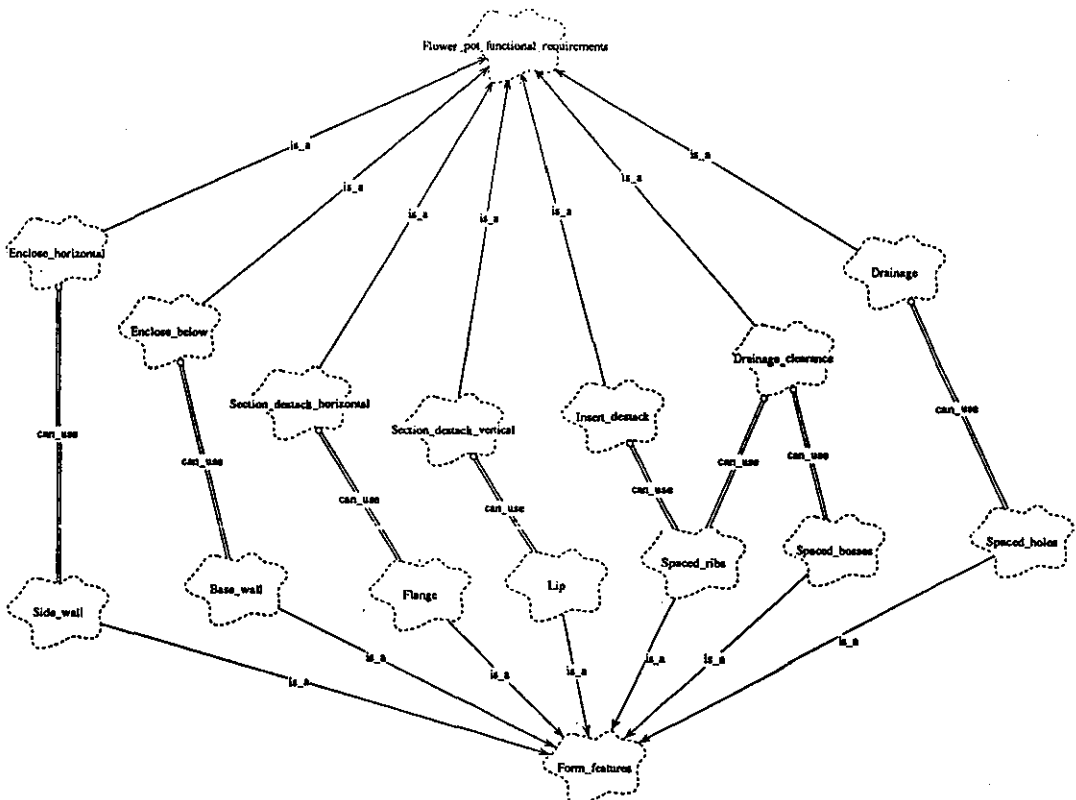 Flower_pot_functional_requirements
is_a
is_a
is_a
is_a
is_a
is_a
is_a
Enclose_horizontal
Drainage
Enclose_below
Drainage_clearance
Section_destack_horizontal
Section_destack_vertical
Insert_destack
can_use
can_use
can_use
can_use
can_use
can_use
can_use
can_use
Side_wall
Base_wall
Flange
Lip
Spaced_ribs
Spaced_bosses
Spaced_holes
is_a
is_a
is_a
is_a
is_a
is_a
is_a
Form_features